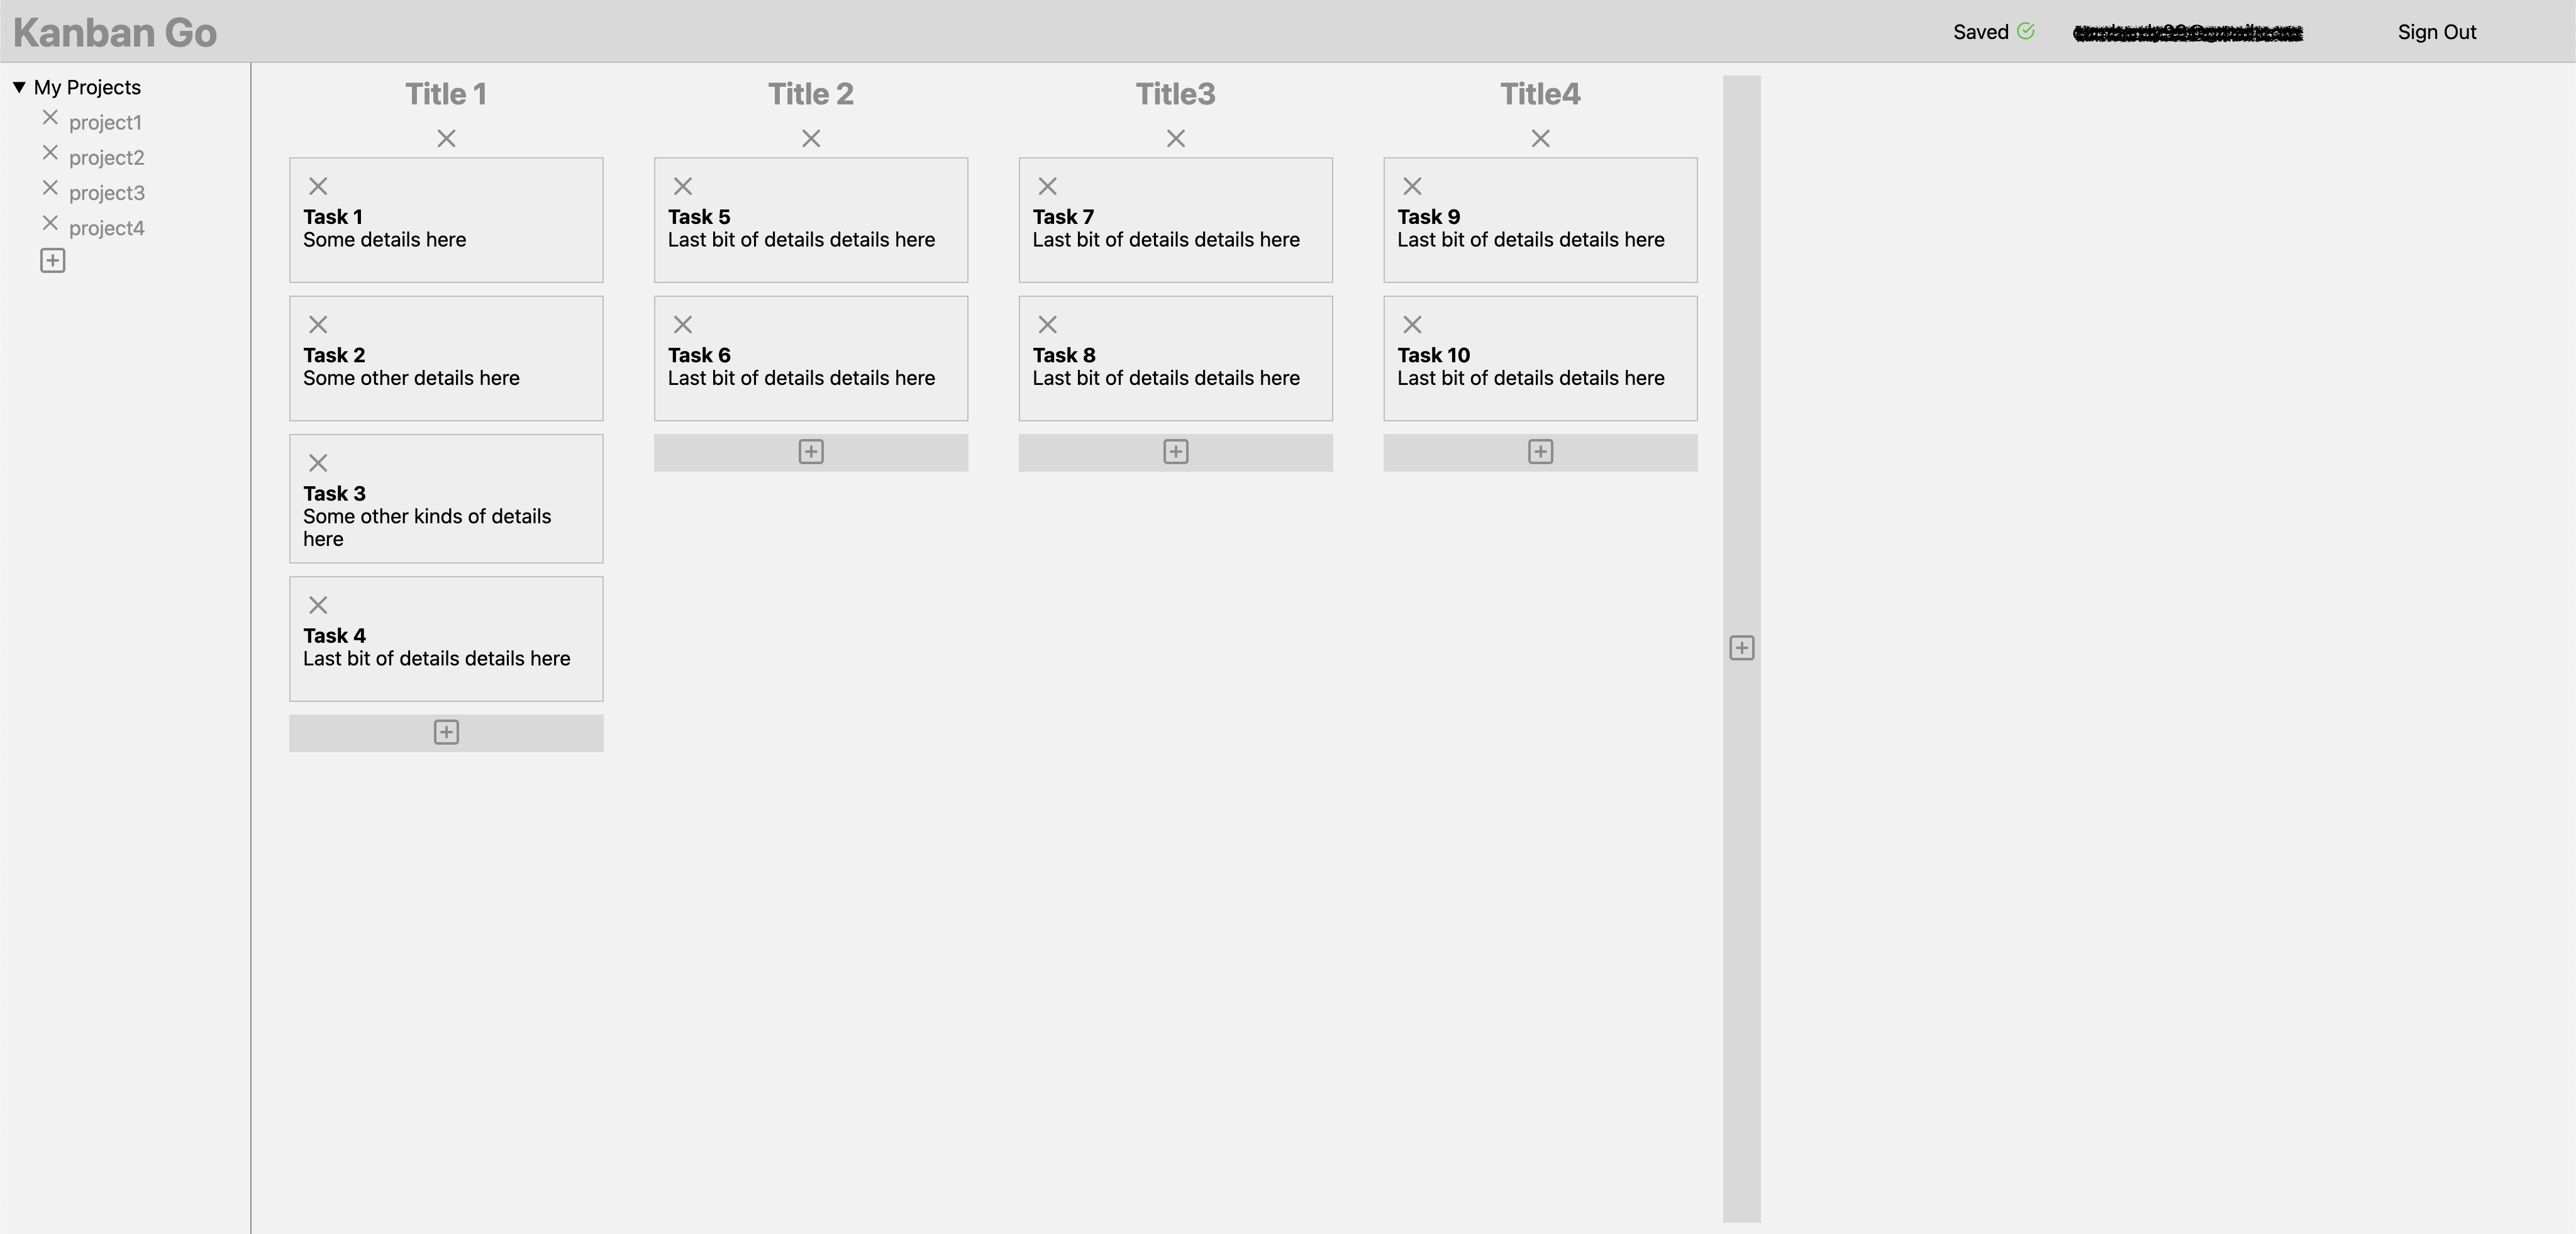 Kanban Go
Saved
Sign Out
My Projects
project1
project2
project3
project4
Title 1
Task 1
Some details here
Task 2
Some other details here
Task 3
Some other kinds of details
here
Task 4
Last bit of details details here
Title 2
Task 5
Last bit of details details here
Task 6
Last bit of details details here
Title3
Task 7
Last bit of details details here
Task 8
Last bit of details details here
Title4
Task 9
Last bit of details details here
Task 10
Last bit of details details here